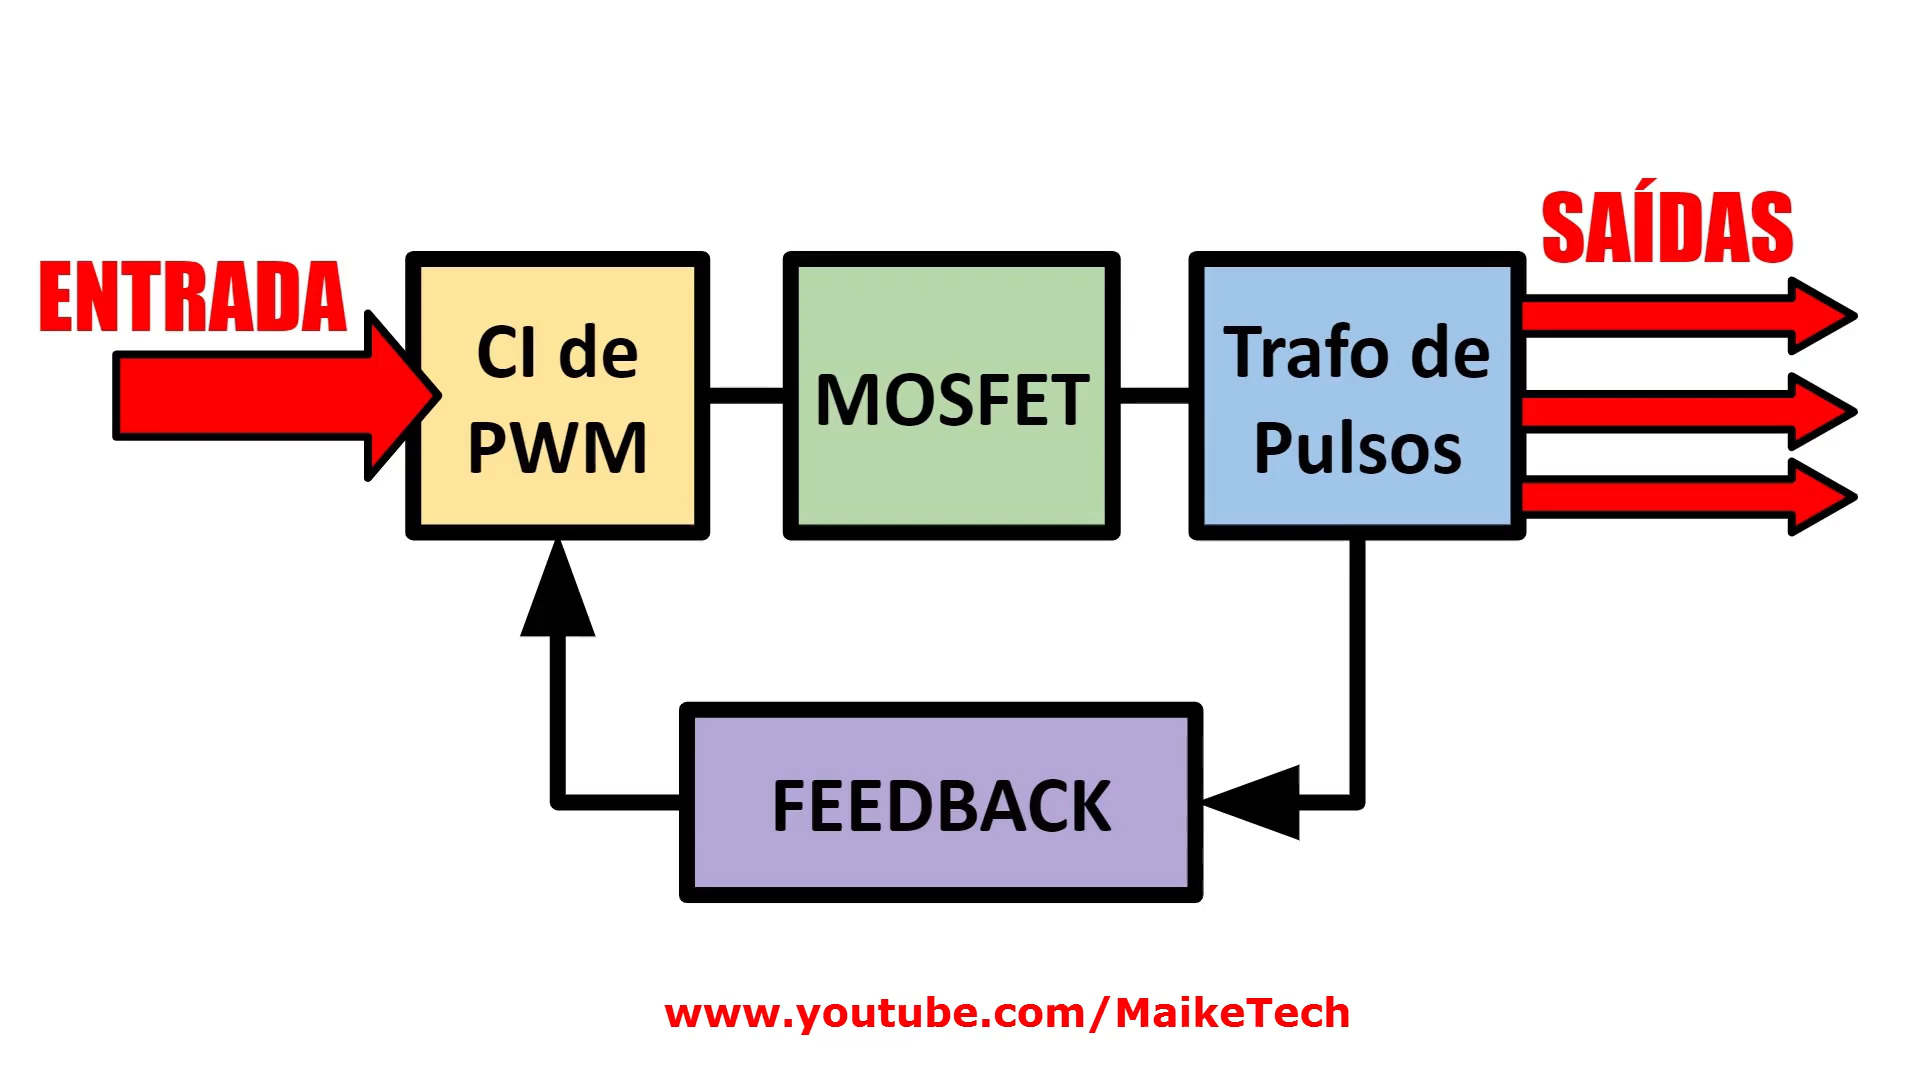 ENTRADA
CI de
PWM
MOSFET
Trafo de
Pulsos
SAÍDAS
FEEDBACK
www.youtube.com/MaikeTech